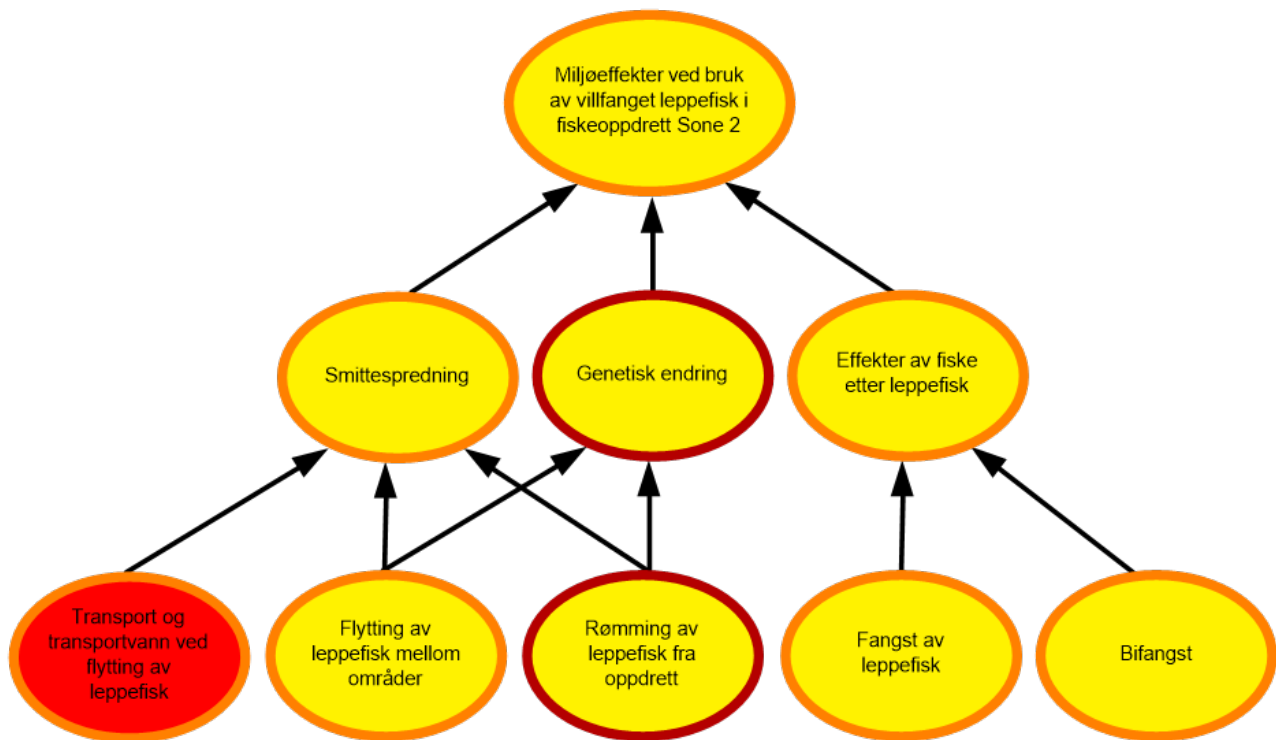 Miljøeffekter ved bruk
av villfanget leppefisk i
fiskeoppdrett Sone 2
Smittespredning
Genetisk endring
Effekter av fiske
etter leppefisk
Transport og
transportvann ved
flytting av
leppefisk
Flytting av
leppefisk mellom
områder
Rømming av
leppefisk fra
oppdrett
Fangst av
leppefisk
Bifangst